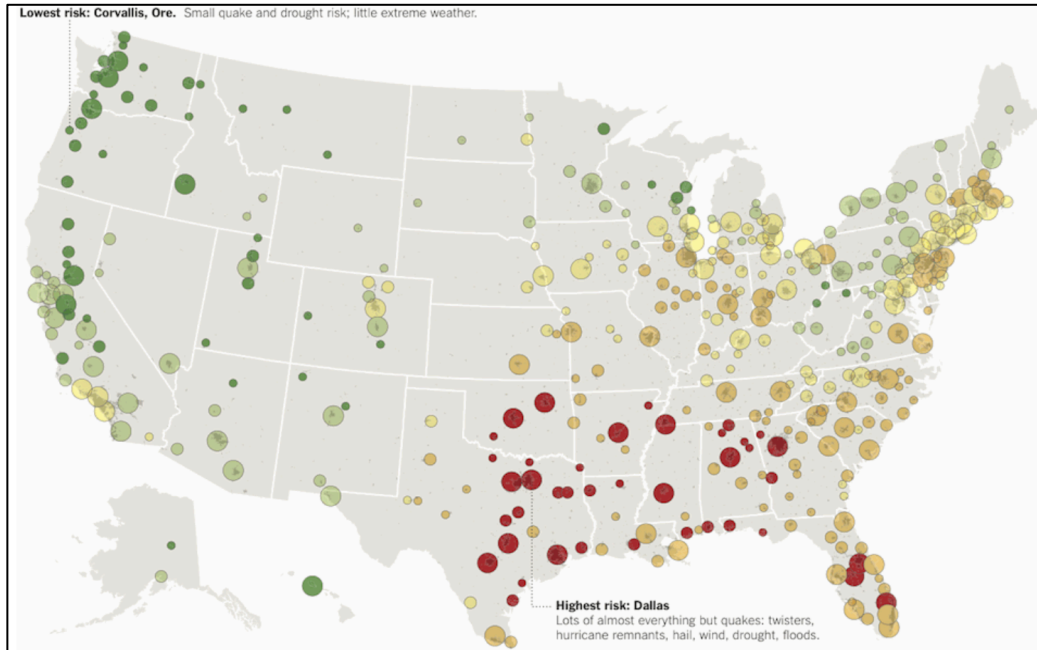 Lowest risk: Corvallis, Ore. Small quake and drought risk; little extreme weather.
Highest risk: Dallas
Lots of almost everything but quakes: twisters,
hurricane remnants, hail, wind, drought, floods.